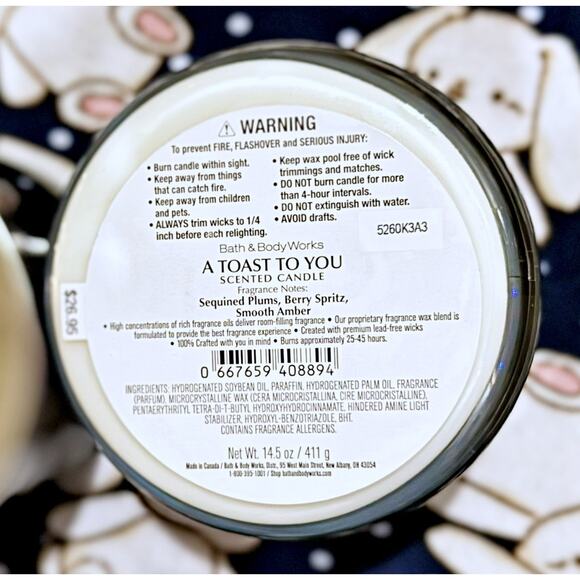 ⚠ WARNING
To prevent FIRE, FLASHOVER and SERIOUS INJURY:
• Burn candle within sight.
• Keep away from things
that can catch fire.
• Keep away from children
and pets.
• ALWAYS trim wicks to 1/4
inch before each relighting.
• Keep wax pool free of wick
trimmings and matches.
• DO NOT burn candle for more
than 4-hour intervals.
• DO NOT extinguish with water.
• AVOID drafts.
5260K3A3
Bath & Body Works
A TOAST TO YOU
SCENTED CANDLE
Fragrance Notes:
Sequined Plums, Berry Spritz,
Smooth Amber
• High concentrations of rich fragrance oils deliver room-filling fragrance • Our proprietary fragrance wax blend is
formulated to provide the best fragrance experience • Created with premium lead-free wicks
• 100% Crafted with you in mind • Burns approximately 25-45 hours.
$26.95
0 667659 408894
INGREDIENTS: HYDROGENATED SOYBEAN OIL, PARAFFIN, HYDROGENATED PALM OIL, FRAGRANCE
(PARFUM), MICROCRYSTALLINE WAX (CERA MICROCRISTALLINA, CIRE MICROCRISTALLINE),
PENTAERYTHRITYL TETRA-DI-T-BUTYL HYDROXYHYDROCINNAMATE, HINDERED AMINE LIGHT
STABILIZER, HYDROXYL-BENZOTRIAZOLE, BHT.
CONTAINS FRAGRANCE ALLERGENS.
Net Wt 14.5 oz / 411 g
Made in Canada / Bath & Body Works, Distr., 95 West Main Street, New Albany, OH 43054
1-800-395-1001 / Shop bathandbodyworks.com